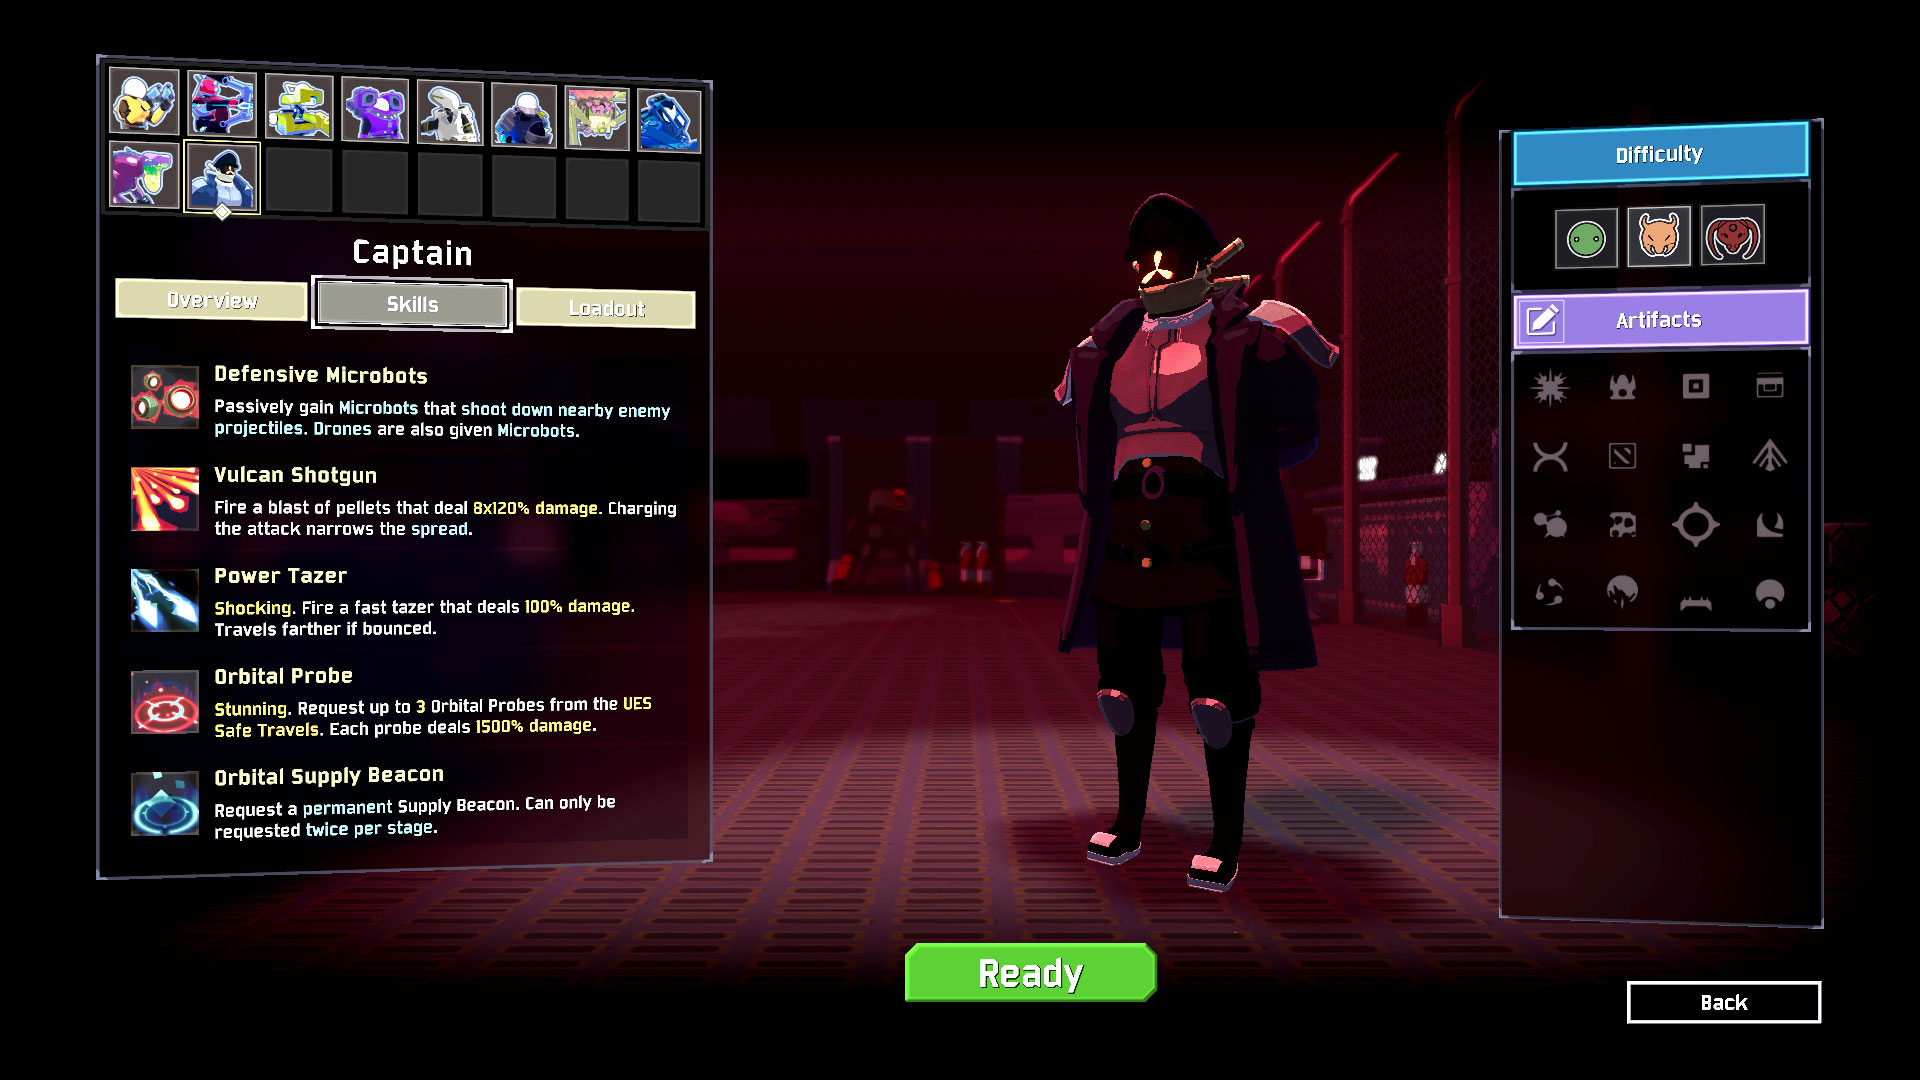 Captain
Overview
Skills
Loadout
Defensive Microbots
Passively gain Microbots that shoot down nearby enemy
projectiles. Drones are also given Microbots.
Vulcan Shotgun
Fire a blast of pellets that deal 8x120% damage. Charging
the attack narrows the spread.
Power Tazer
Shocking. Fire a fast tazer that deals 100% damage.
Travels farther if bounced.
Orbital Probe
Stunning. Request up to 3 Orbital Probes from the UES
Safe Travels. Each probe deals 1500% damage.
Orbital Supply Beacon
Request a permanent Supply Beacon. Can only be
requested twice per stage.
Difficulty
Artifacts
Ready
Back